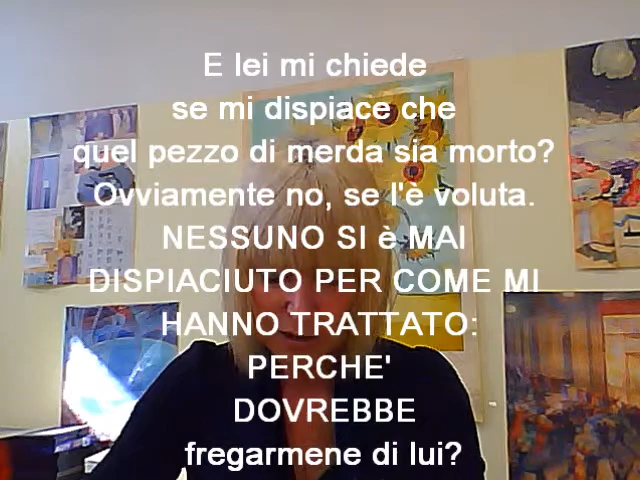 E lei mi chiede
se mi dispiace che
quel pezzo di merda sia morto?
Ovviamente no, se l'è voluta.
NESSUNO SI è MAI
DISPIACIUTO PER COME MI
HANNO TRATTATO:
PERCHE'
DOVREBBE
fregarmene di lui?